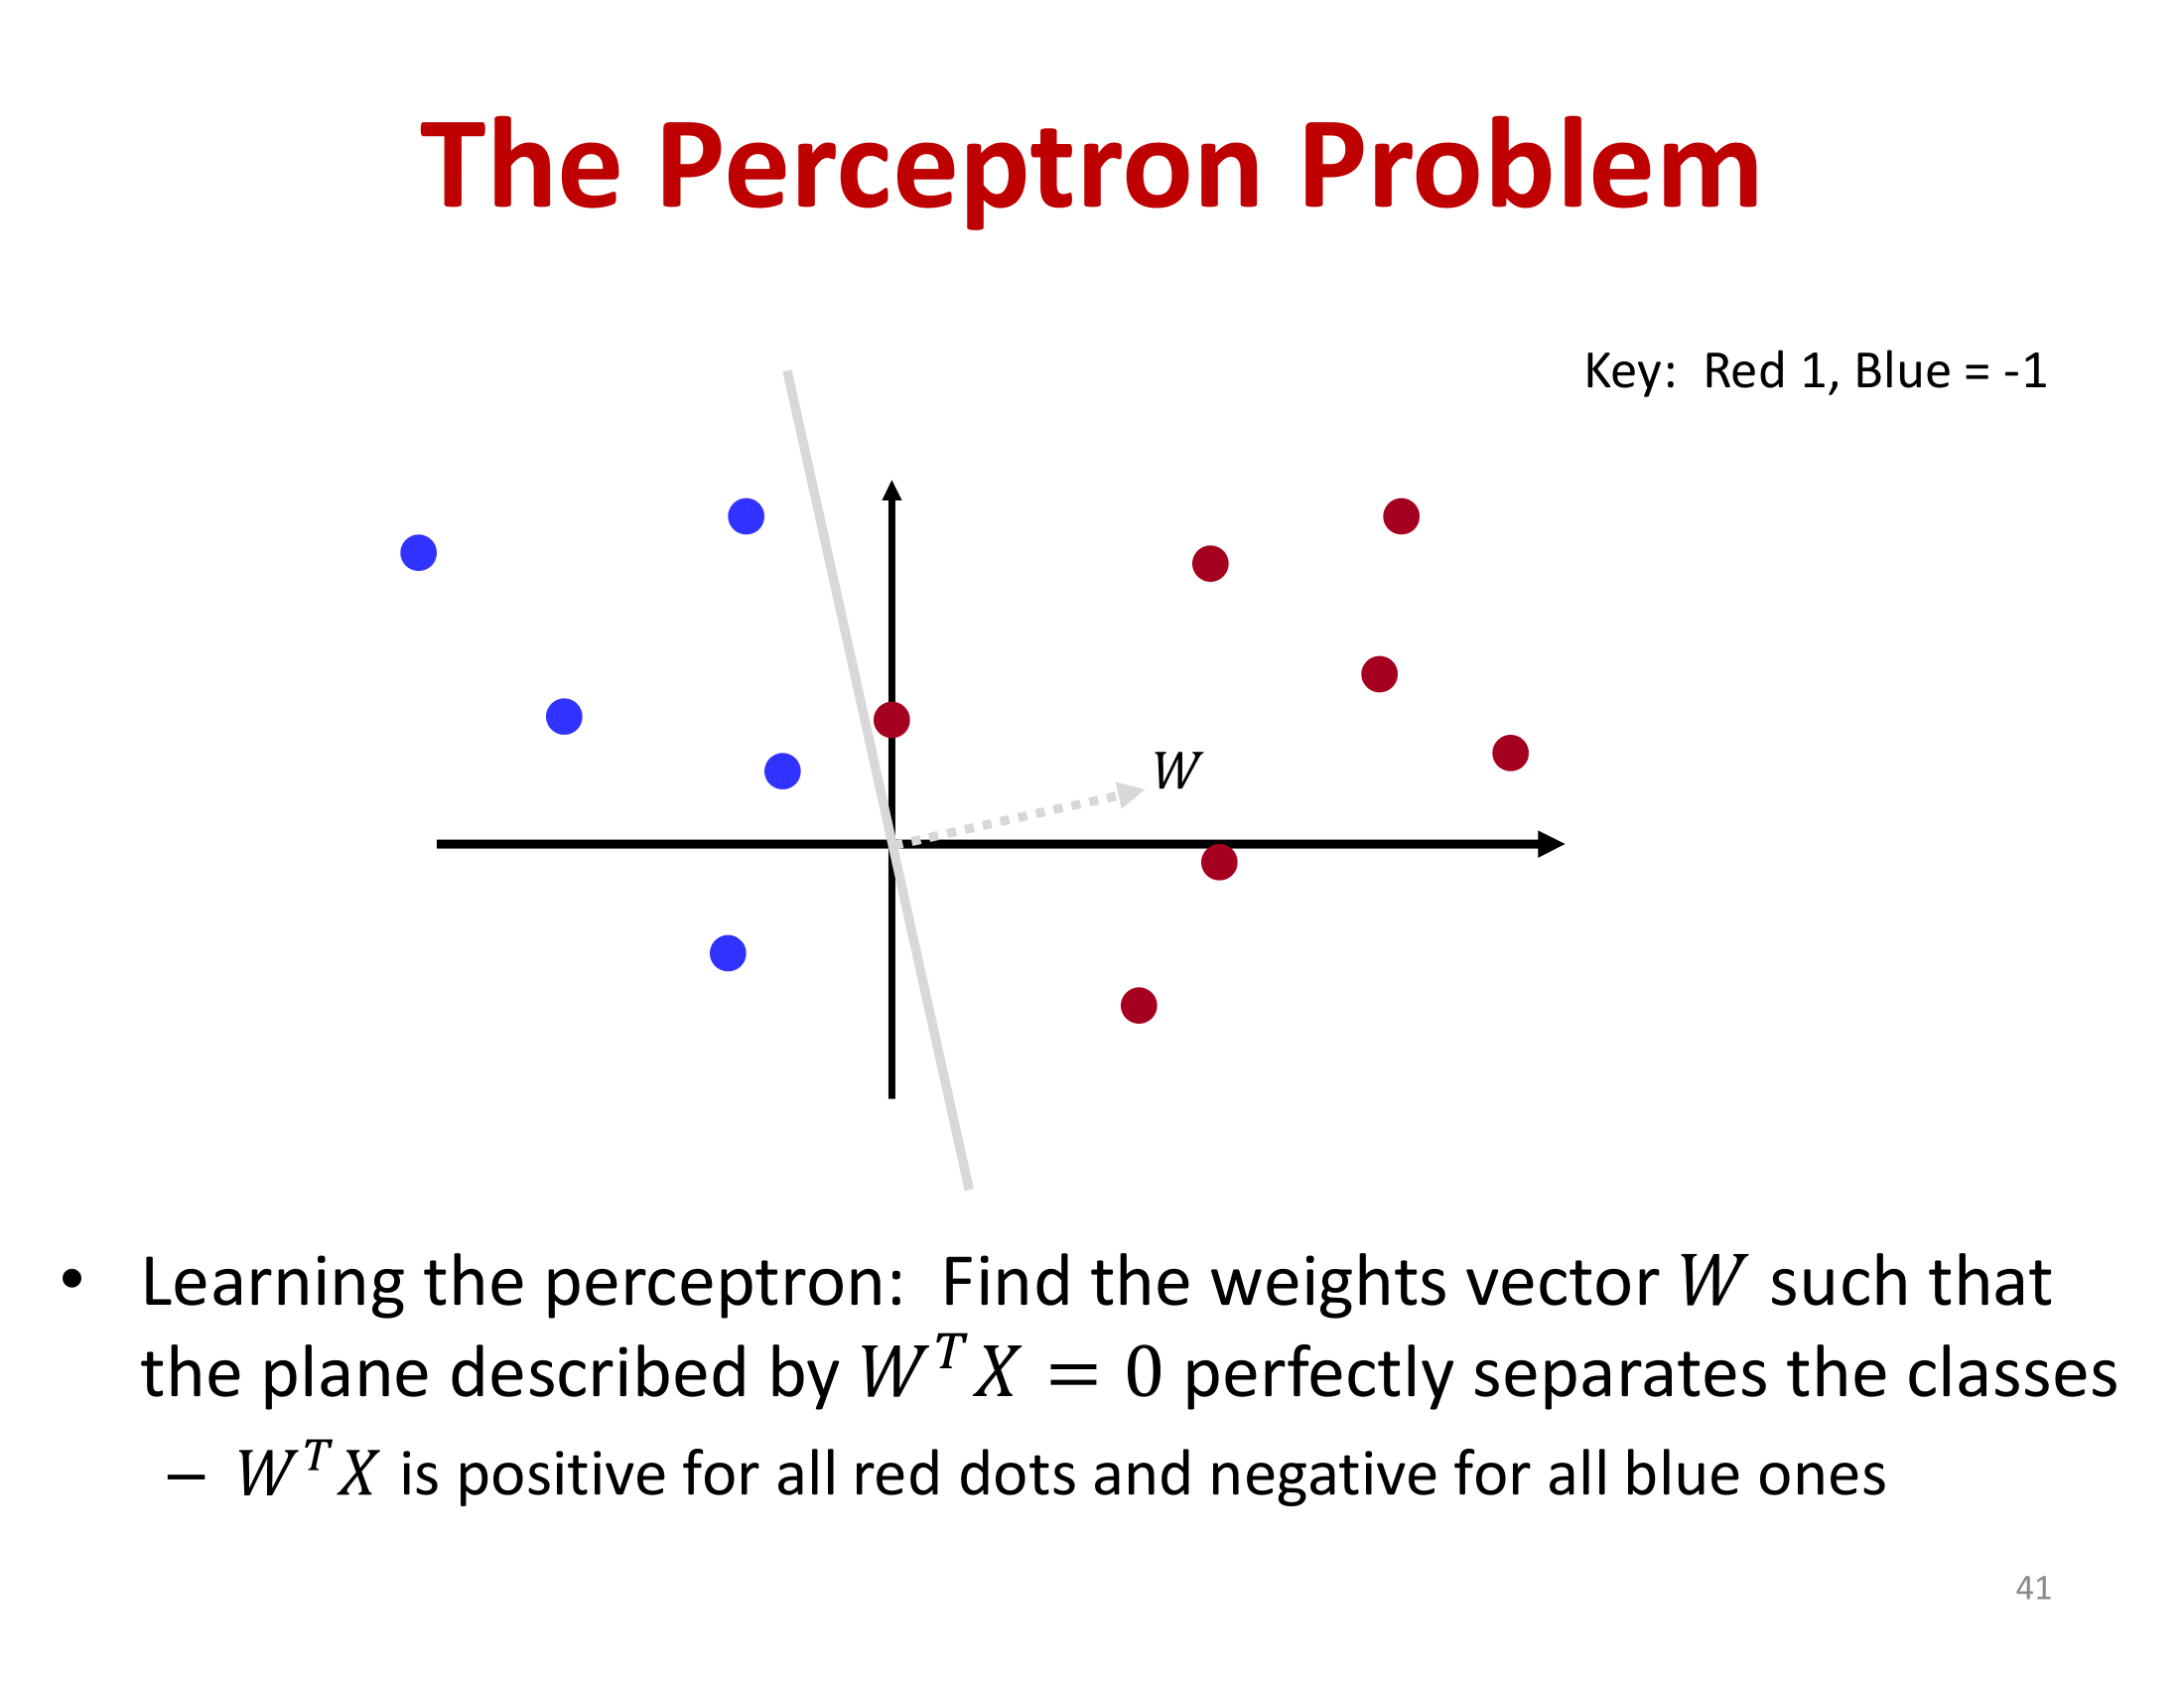 The Perceptron Problem
Key: Red 1, Blue = -1
W
• Learning the perceptron: Find the weights vector W such that
the plane described by Wᵀ X = 0 perfectly separates the classes
– Wᵀ X is positive for all red dots and negative for all blue ones
41